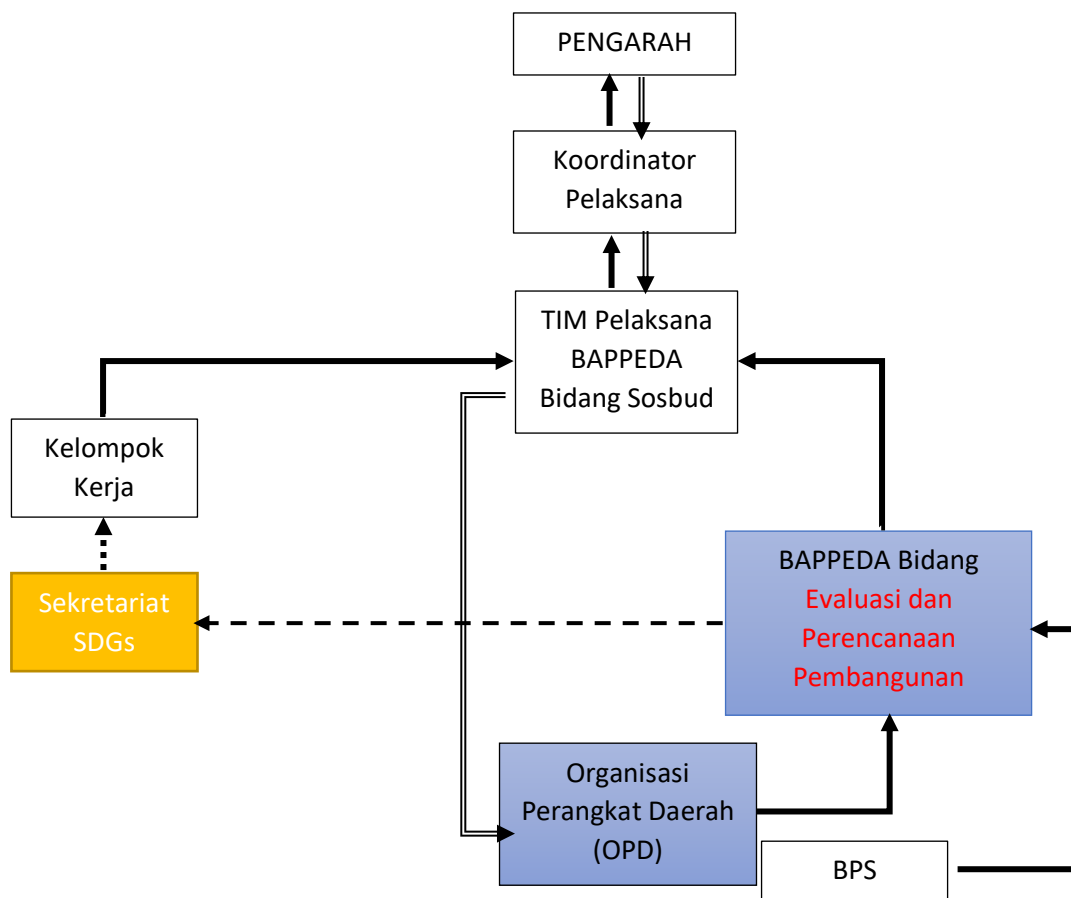 PENGARAH
Koordinator
Pelaksana
TIM Pelaksana
BAPPEDA
Bidang Sosbud
Kelompok
Kerja
Sekretariat
SDGs
BAPPEDA Bidang
Evaluasi dan
Perencanaan
Pembangunan
Organisasi
Perangkat Daerah
(OPD)
BPS